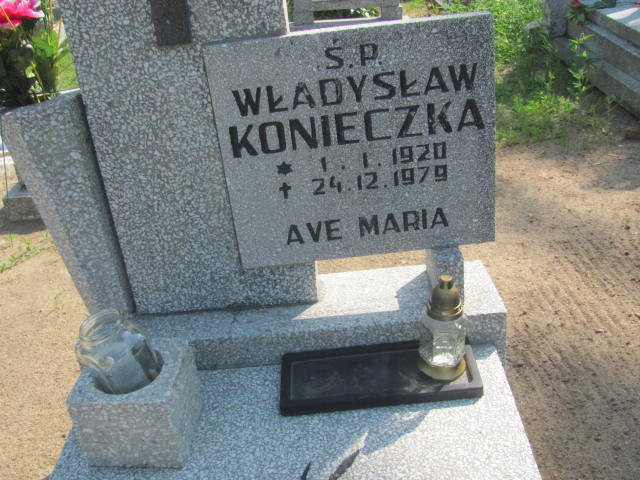 Ś.P.
WŁADYSŁAW
KONIECZKA
* 1.1.1920
✝ 24.12.1979
AVE MARIA